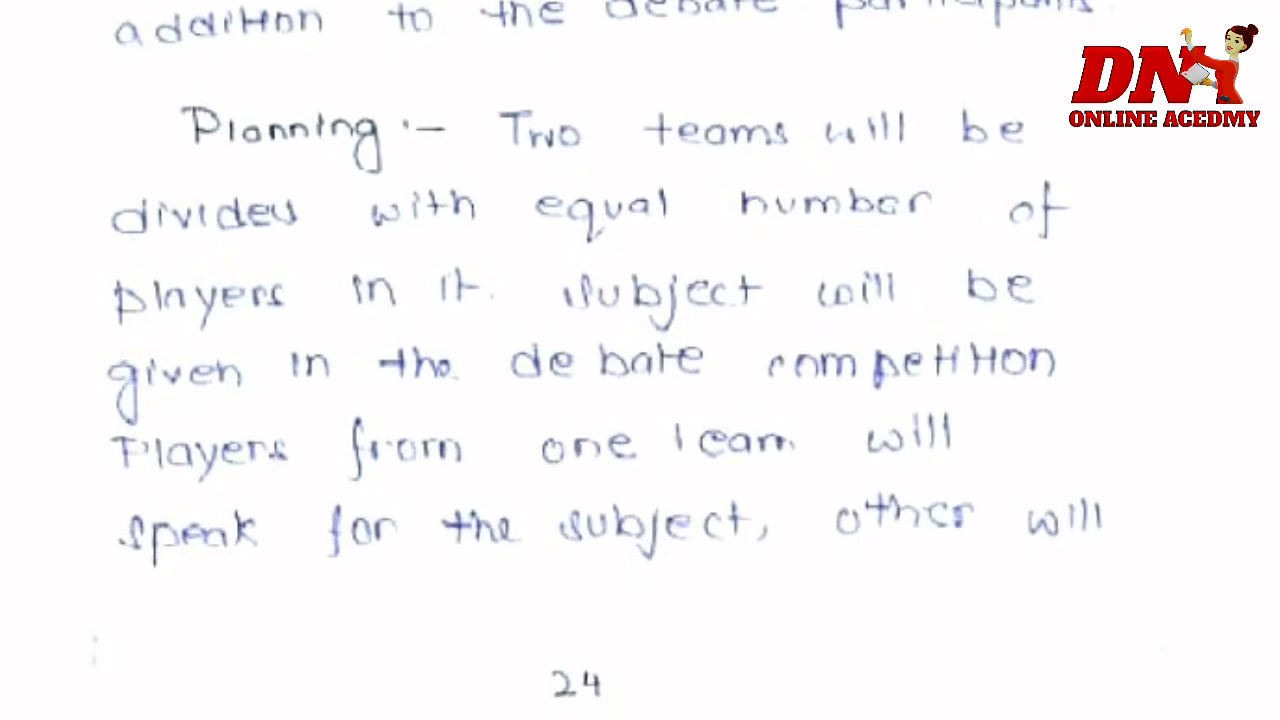 addition to the debate
DNA
ONLINE ACEDMY
Planning :- Two teams will be
divided with equal number of
players in it. subject will be
given in the debate competition
Players from one team will
speak for the subject, other will
24